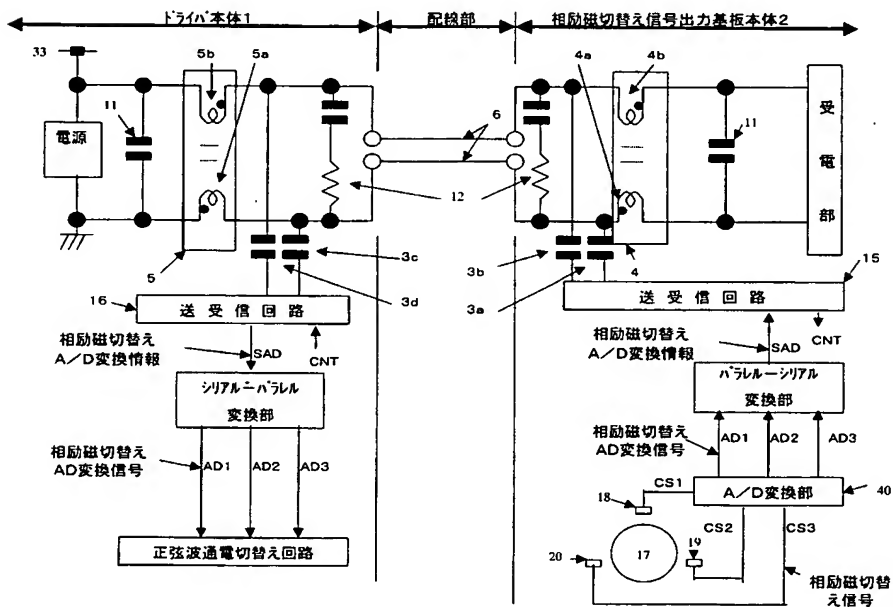 ドライバ本体1
配線部
相励磁切替え信号出力基板本体2
33
5b
5a
4a
4b
11
電源
6
11
受電部
12
3c
3d
3b
3a
5
4
15
16
送受信回路
送受信回路
相励磁切替え
A/D変換情報
SAD
CNT
相励磁切替え
A/D変換情報
SAD
CNT
シリアルーパラレル
変換部
パラレルーシリアル
変換部
相励磁切替え
AD変換信号
AD1
AD2
AD3
相励磁切替え
AD変換信号
AD1
AD2
AD3
CS1
A/D変換部
40
18
CS2
CS3
正弦波通電切替え回路
20
17
19
相励磁切替
え信号